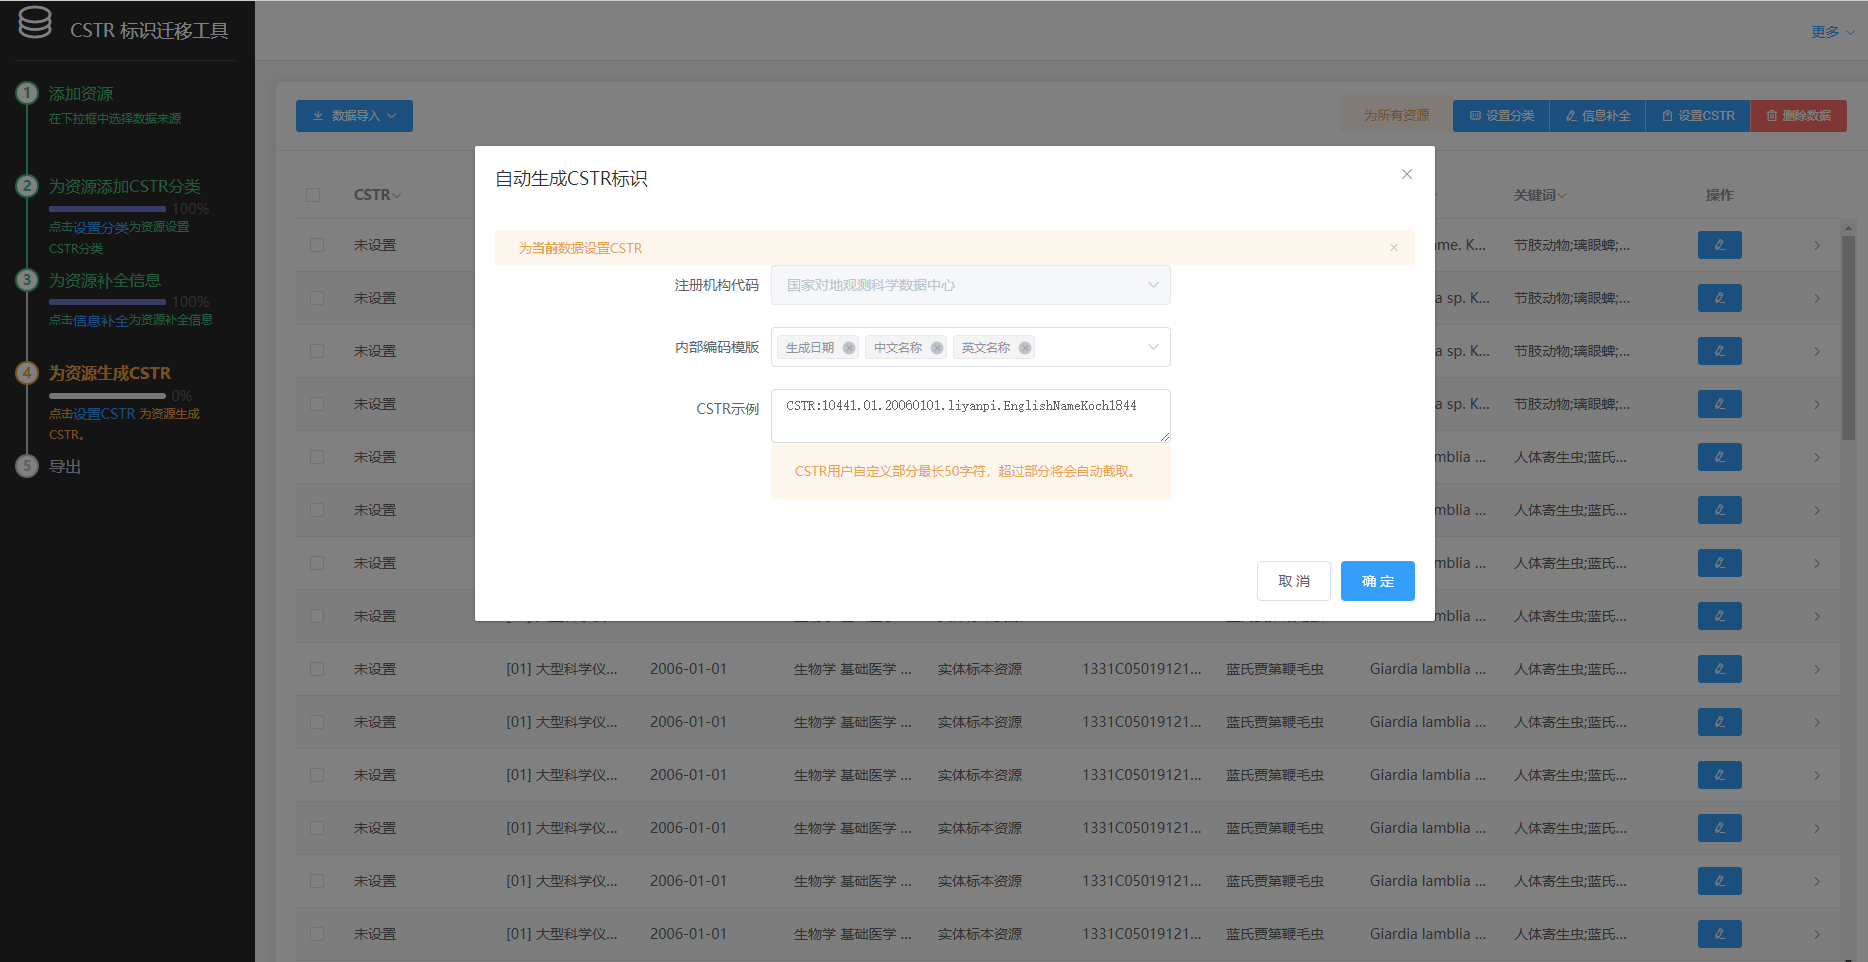 CSTR 标识迁移工具
更多
1 添加资源
在下拉框中选择数据来源
2 为资源添加CSTR分类
100%
点击设置分类为资源设置
CSTR分类
3 为资源补全信息
100%
点击信息补全为资源补全信息
4 为资源生成CSTR
0%
点击设置CSTR 为资源生成
CSTR。
5 导出
数据导入
为所有资源 设置分类 信息补全 设置CSTR 删除数据
自动生成CSTR标识
为当前数据设置CSTR
注册机构代码 国家对地观测科学数据中心
内部编码模版 生成日期 中文名称 英文名称
CSTR示例 CSTR:10441.01.20060101.liyanpi.EnglishNameKoch1844
CSTR用户自定义部分最长50字符，超过部分将会自动截取。
取 消 确 定
CSTR 关键词 操作
未设置 me. K... 节肢动物;璃眼蜱;...
未设置 a sp. K... 节肢动物;璃眼蜱;...
未设置 a sp. K... 节肢动物;璃眼蜱;...
未设置 a sp. K... 节肢动物;璃眼蜱;...
未设置 mblia ... 人体寄生虫;蓝氏...
未设置 mblia ... 人体寄生虫;蓝氏...
未设置 mblia ... 人体寄生虫;蓝氏...
未设置 mblia ... 人体寄生虫;蓝氏...
未设置 [01] 大型科学仪... 2006-01-01 生物学 基础医学 ... 实体标本资源 1331C05019121... 蓝氏贾第鞭毛虫 Giardia lamblia ... 人体寄生虫;蓝氏...
未设置 [01] 大型科学仪... 2006-01-01 生物学 基础医学 ... 实体标本资源 1331C05019121... 蓝氏贾第鞭毛虫 Giardia lamblia ... 人体寄生虫;蓝氏...
未设置 [01] 大型科学仪... 2006-01-01 生物学 基础医学 ... 实体标本资源 1331C05019121... 蓝氏贾第鞭毛虫 Giardia lamblia ... 人体寄生虫;蓝氏...
未设置 [01] 大型科学仪... 2006-01-01 生物学 基础医学 ... 实体标本资源 1331C05019121... 蓝氏贾第鞭毛虫 Giardia lamblia ... 人体寄生虫;蓝氏...
未设置 [01] 大型科学仪... 2006-01-01 生物学 基础医学 ... 实体标本资源 1331C05019121... 蓝氏贾第鞭毛虫 Giardia lamblia ... 人体寄生虫;蓝氏...
未设置 [01] 大型科学仪... 2006-01-01 生物学 基础医学 ... 实体标本资源 1331C05019121... 蓝氏贾第鞭毛虫 Giardia lamblia ... 人体寄生虫;蓝氏...